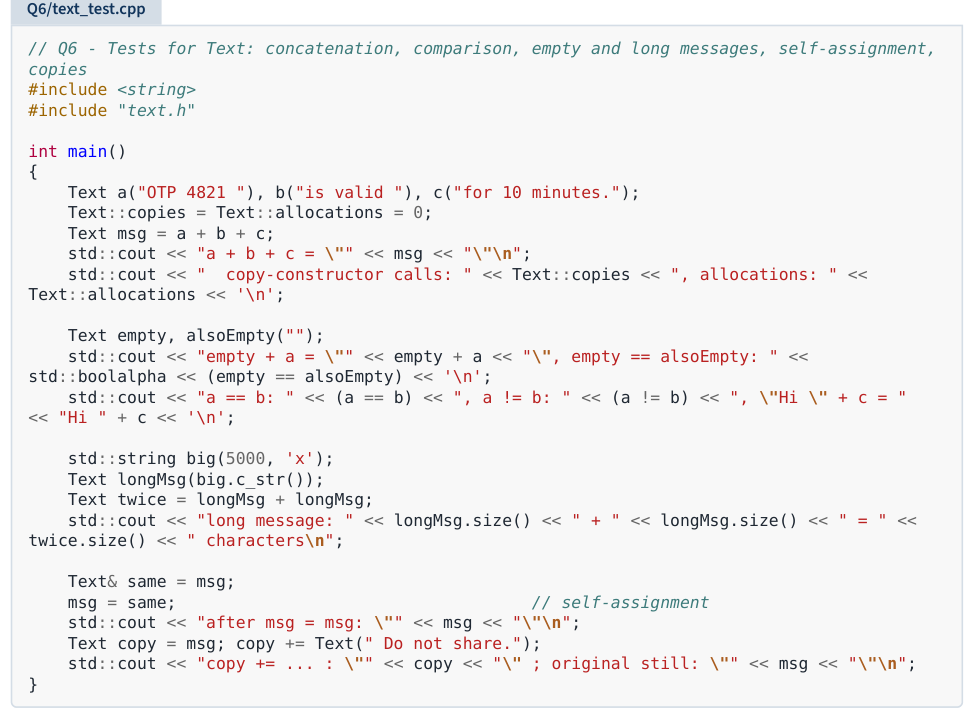 Q6/text_test.cpp
// Q6 - Tests for Text: concatenation, comparison, empty and long messages, self-assignment,
copies
#include <string>
#include "text.h"

int main()
{
    Text a("OTP 4821 "), b("is valid "), c("for 10 minutes.");
    Text::copies = Text::allocations = 0;
    Text msg = a + b + c;
    std::cout << "a + b + c = \"" << msg << "\"\n";
    std::cout << "  copy-constructor calls: " << Text::copies << ", allocations: " <<
Text::allocations << '\n';

    Text empty, alsoEmpty("");
    std::cout << "empty + a = \"" << empty + a << "\", empty == alsoEmpty: " <<
std::boolalpha << (empty == alsoEmpty) << '\n';
    std::cout << "a == b: " << (a == b) << ", a != b: " << (a != b) << ", \"Hi \" + c = "
<< "Hi " + c << '\n';

    std::string big(5000, 'x');
    Text longMsg(big.c_str());
    Text twice = longMsg + longMsg;
    std::cout << "long message: " << longMsg.size() << " + " << longMsg.size() << " = " <<
twice.size() << " characters\n";

    Text& same = msg;
    msg = same;                                    // self-assignment
    std::cout << "after msg = msg: \"" << msg << "\"\n";
    Text copy = msg; copy += Text(" Do not share.");
    std::cout << "copy += ... : \"" << copy << "\" ; original still: \"" << msg << "\"\n";
}